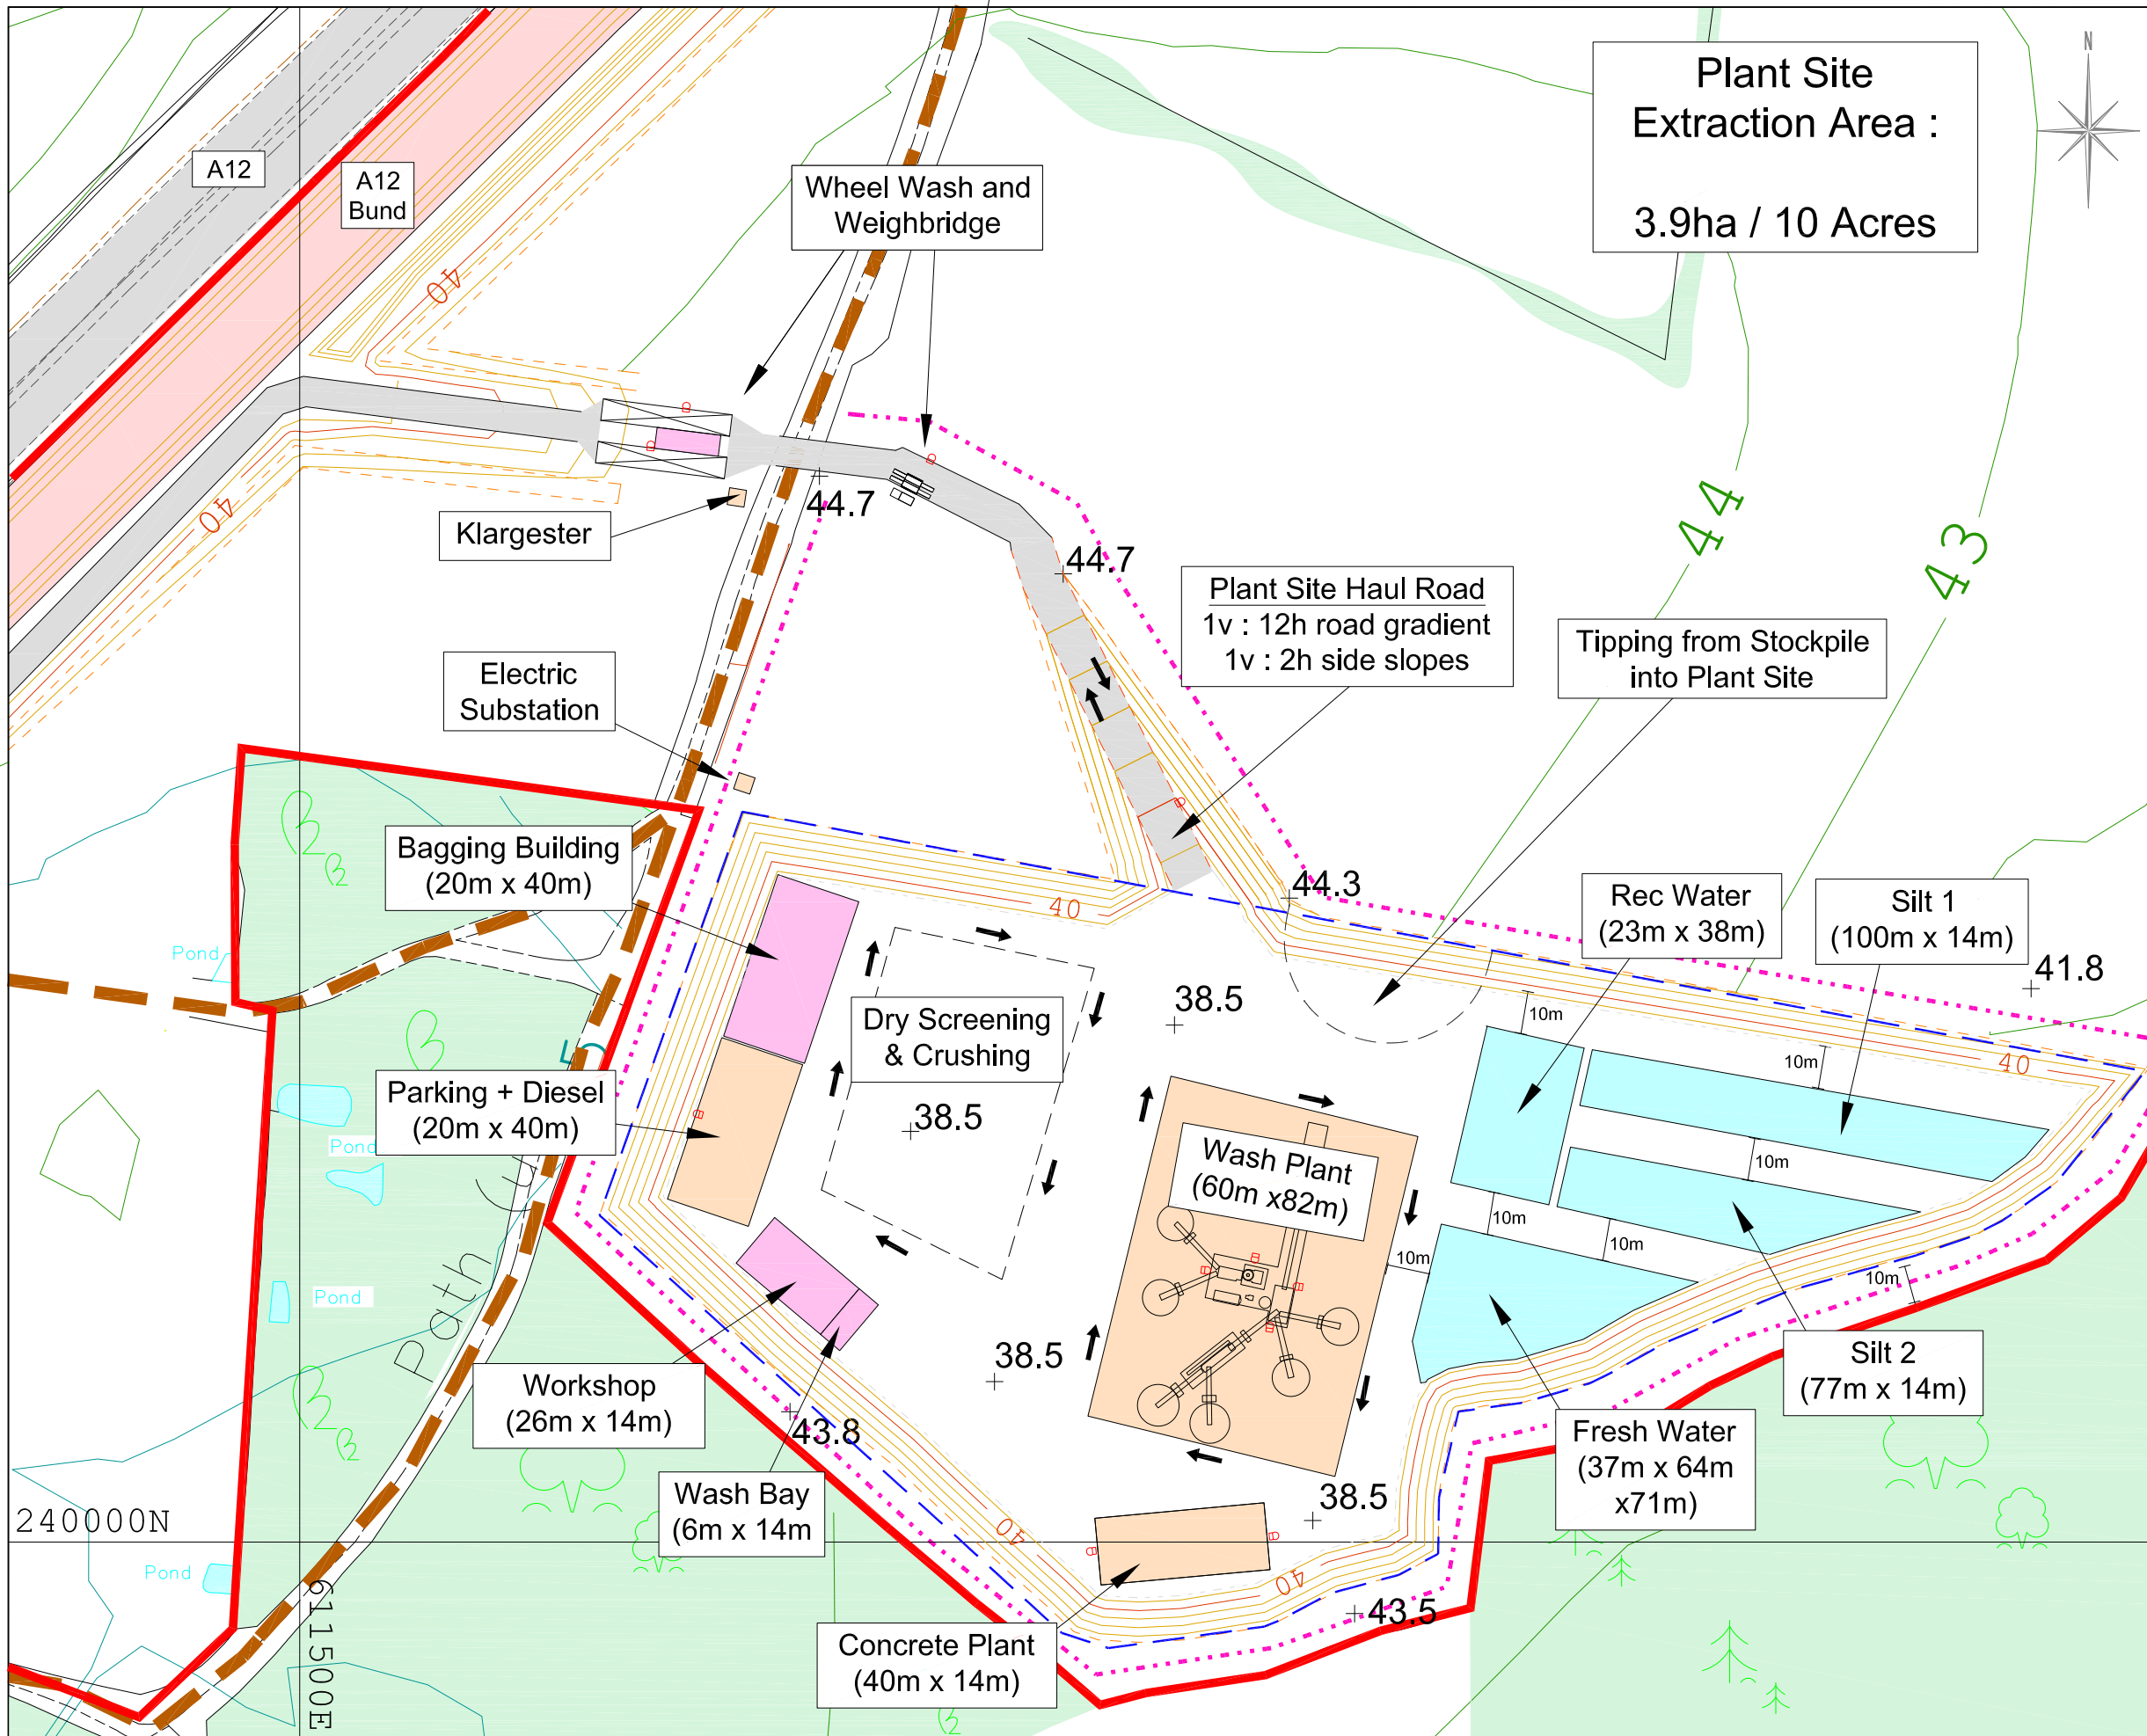 Plant Site
Extraction Area :
3.9ha / 10 Acres
N
A12
A12
Bund
Wheel Wash and
Weighbridge
40
40
44.7
Klargester
44.7
44
43
Plant Site Haul Road
1v : 12h road gradient
1v : 2h side slopes
Tipping from Stockpile
into Plant Site
Electric
Substation
Bagging Building
(20m x 40m)
40
44.3
Rec Water
(23m x 38m)
Silt 1
(100m x 14m)
41.8
Pond
38.5
10m
Dry Screening
& Crushing
10m
40
5
Parking + Diesel
(20m x 40m)
38.5
Pond
Wash Plant
(60m x82m)
10m
10m
10m
10m
10m
Pond
Path
38.5
Silt 2
(77m x 14m)
Workshop
(26m x 14m)
43.8
Fresh Water
(37m x 64m
x71m)
Wash Bay
(6m x 14m
38.5
240000N
40
Pond
40
611500E
43.5
Concrete Plant
(40m x 14m)